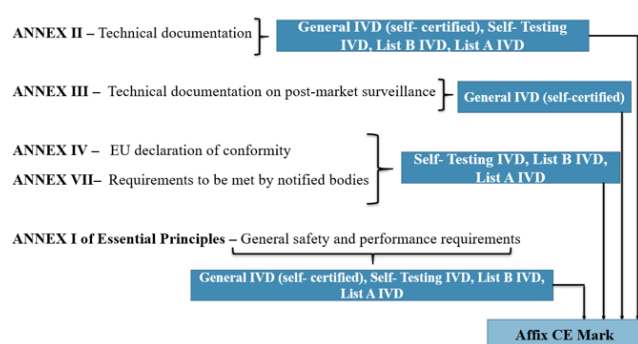 General IVD (self-certified), Self- Testing
ANNEX II – Technical documentation
IVD, List B IVD, List A IVD
ANNEX III – Technical documentation on post-market surveillance
General IVD (self-certified)
ANNEX IV – EU declaration of conformity
Self- Testing IVD, List B IVD,
ANNEX VII– Requirements to be met by notified bodies
List A IVD
ANNEX I of Essential Principles – General safety and performance requirements
General IVD (self- certified), Self- Testing IVD, List B IVD,
List A IVD
Affix CE Mark